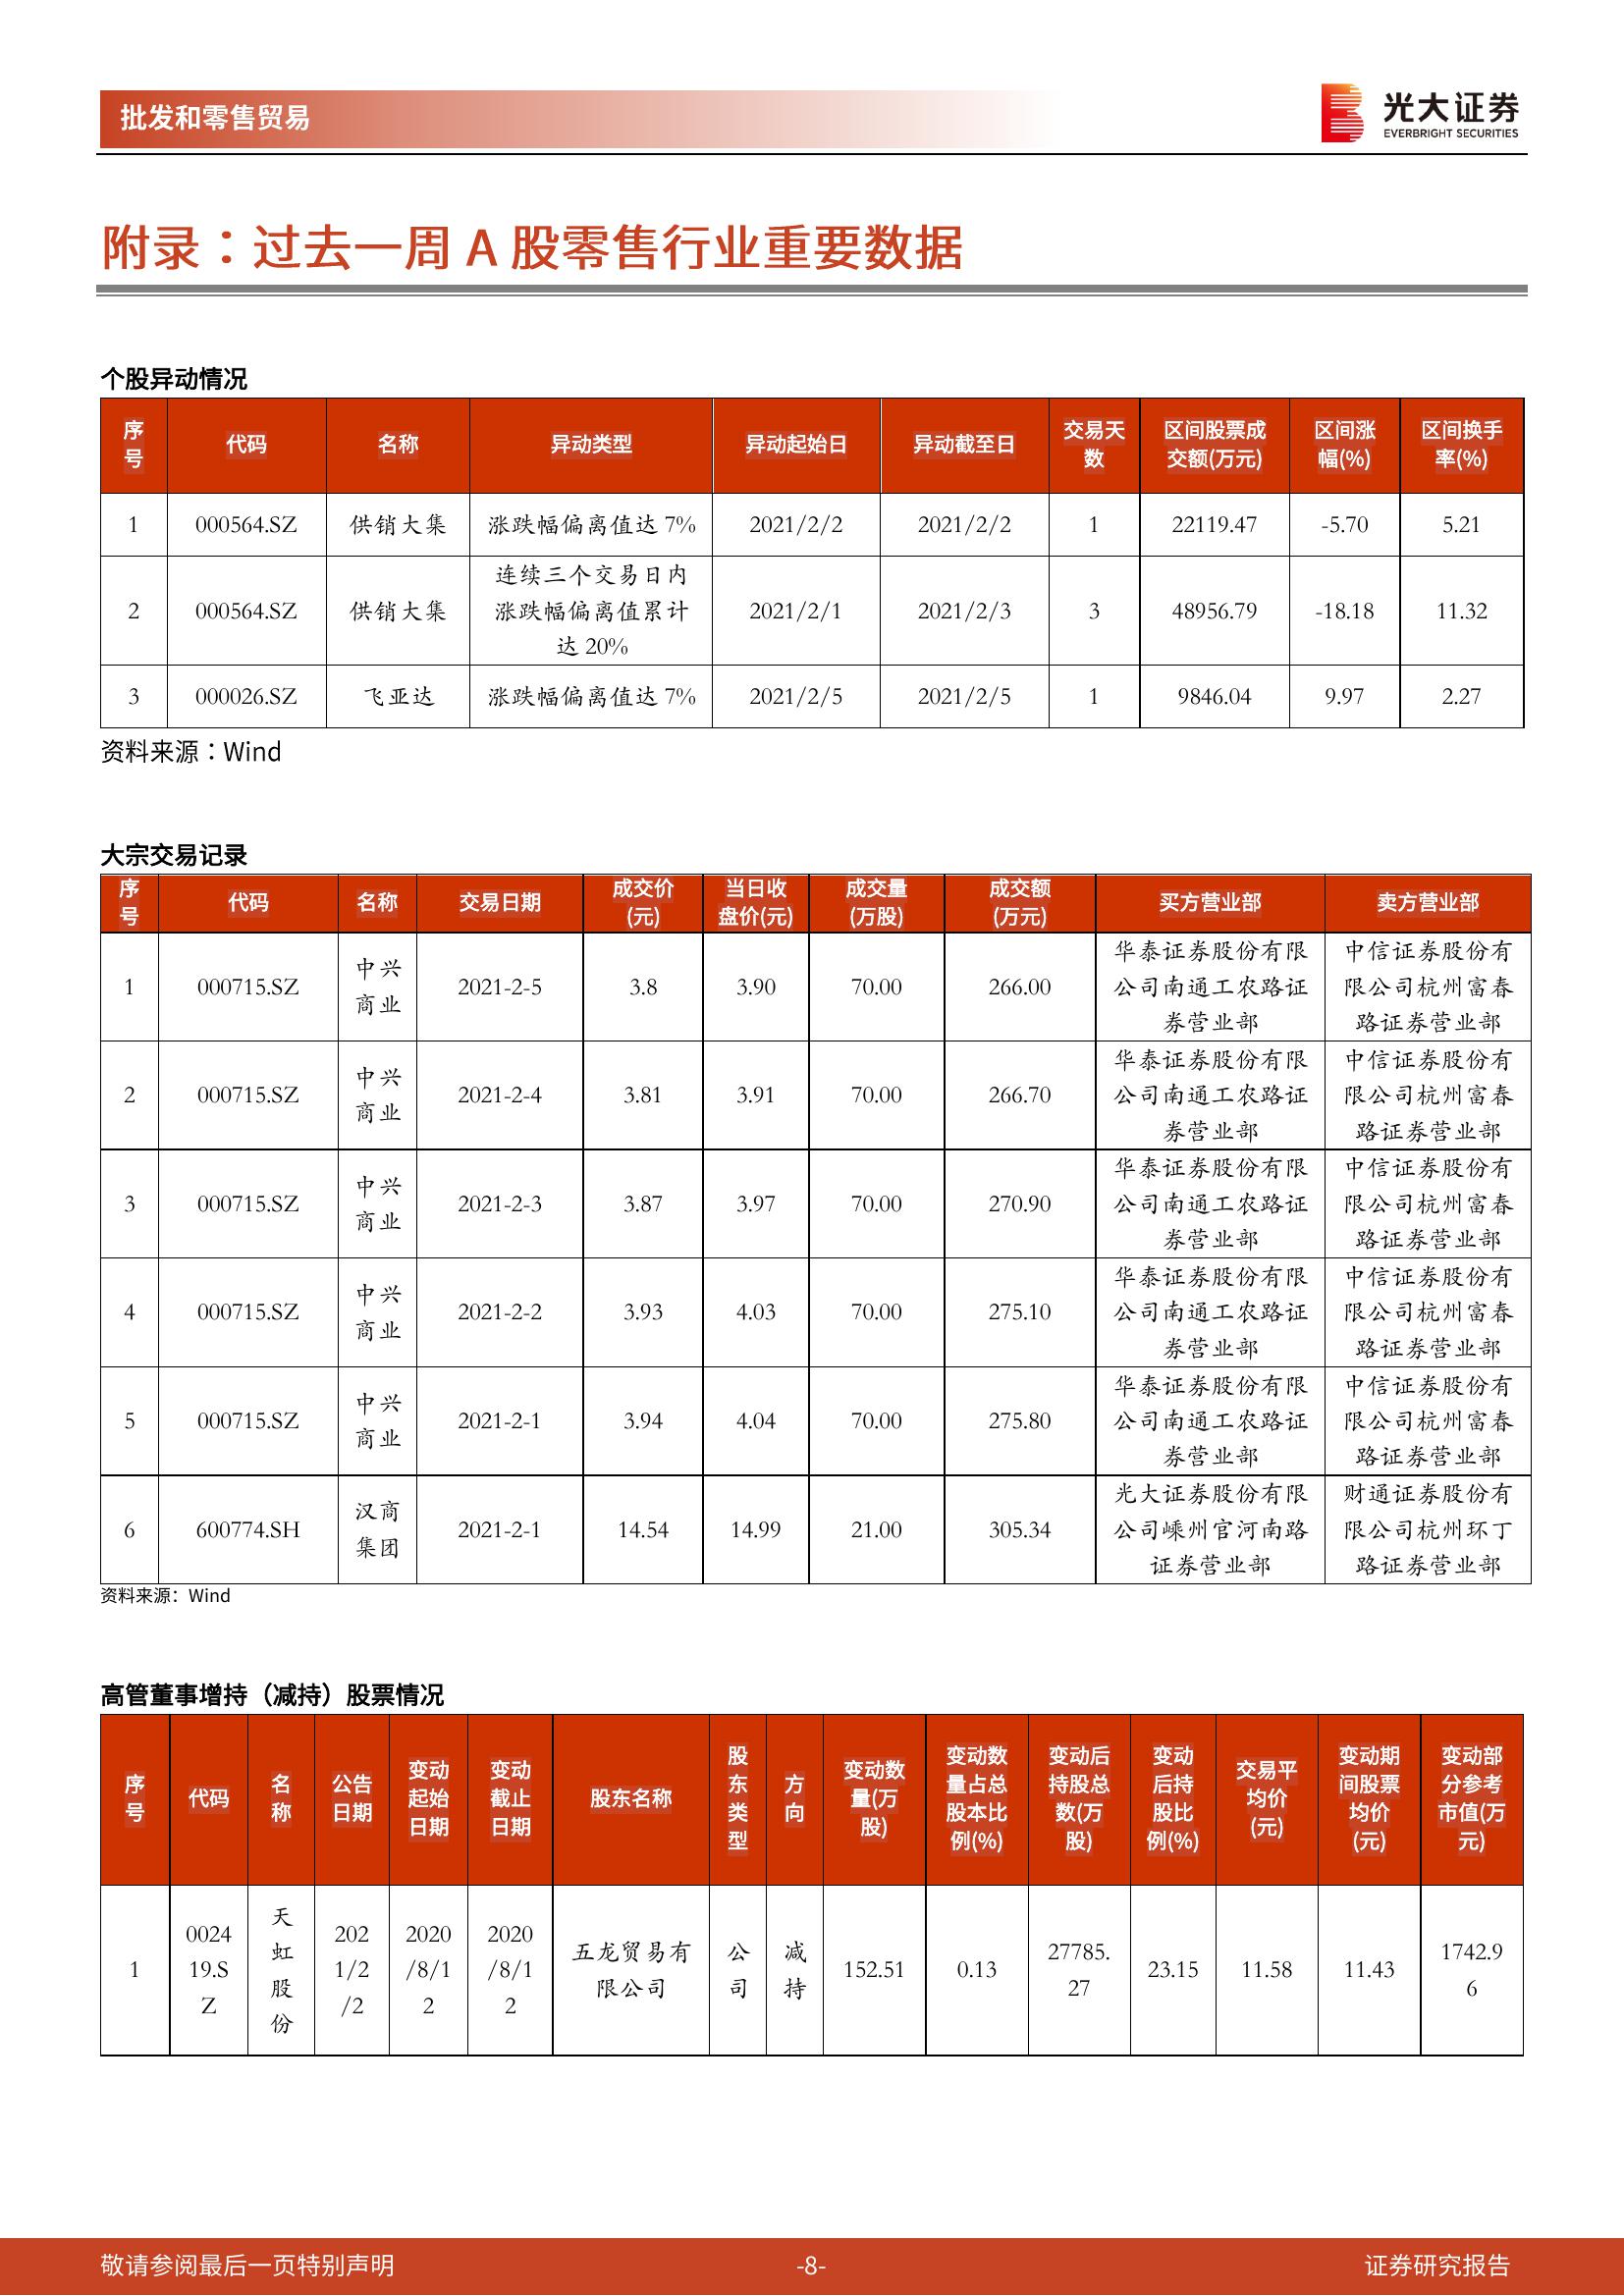 批发和零售贸易
光大证券
EVERBRIGHT SECURITIES
附录：过去一周 A 股零售行业重要数据
个股异动情况
序号 代码 名称 异动类型 异动起始日 异动截至日 交易天数 区间股票成交额(万元) 区间涨幅(%) 区间换手率(%)
1 000564.SZ 供销大集 涨跌幅偏离值达 7% 2021/2/2 2021/2/2 1 22119.47 -5.70 5.21
2 000564.SZ 供销大集 连续三个交易日内涨跌幅偏离值累计达 20% 2021/2/1 2021/2/3 3 48956.79 -18.18 11.32
3 000026.SZ 飞亚达 涨跌幅偏离值达 7% 2021/2/5 2021/2/5 1 9846.04 9.97 2.27
资料来源：Wind
大宗交易记录
序号 代码 名称 交易日期 成交价(元) 当日收盘价(元) 成交量(万股) 成交额(万元) 买方营业部 卖方营业部
1 000715.SZ 中兴商业 2021-2-5 3.8 3.90 70.00 266.00 华泰证券股份有限公司南通工农路证券营业部 中信证券股份有限公司杭州富春路证券营业部
2 000715.SZ 中兴商业 2021-2-4 3.81 3.91 70.00 266.70 华泰证券股份有限公司南通工农路证券营业部 中信证券股份有限公司杭州富春路证券营业部
3 000715.SZ 中兴商业 2021-2-3 3.87 3.97 70.00 270.90 华泰证券股份有限公司南通工农路证券营业部 中信证券股份有限公司杭州富春路证券营业部
4 000715.SZ 中兴商业 2021-2-2 3.93 4.03 70.00 275.10 华泰证券股份有限公司南通工农路证券营业部 中信证券股份有限公司杭州富春路证券营业部
5 000715.SZ 中兴商业 2021-2-1 3.94 4.04 70.00 275.80 华泰证券股份有限公司南通工农路证券营业部 中信证券股份有限公司杭州富春路证券营业部
6 600774.SH 汉商集团 2021-2-1 14.54 14.99 21.00 305.34 光大证券股份有限公司嵊州官河南路证券营业部 财通证券股份有限公司杭州环丁路证券营业部
资料来源：Wind
高管董事增持（减持）股票情况
序号 代码 名称 公告日期 变动起始日期 变动截止日期 股东名称 股东类型 方向 变动数量(万股) 变动数量占总股本比例(%) 变动后持股总数(万股) 变动后持股比例(%) 交易平均价(元) 变动期间股票均价(元) 变动部分参考市值(万元)
1 002419.SZ 天虹股份 2021/2/2 2020/8/12 2020/8/12 五龙贸易有限公司 公司 减持 152.51 0.13 27785.27 23.15 11.58 11.43 1742.96
敬请参阅最后一页特别声明
-8-
证券研究报告